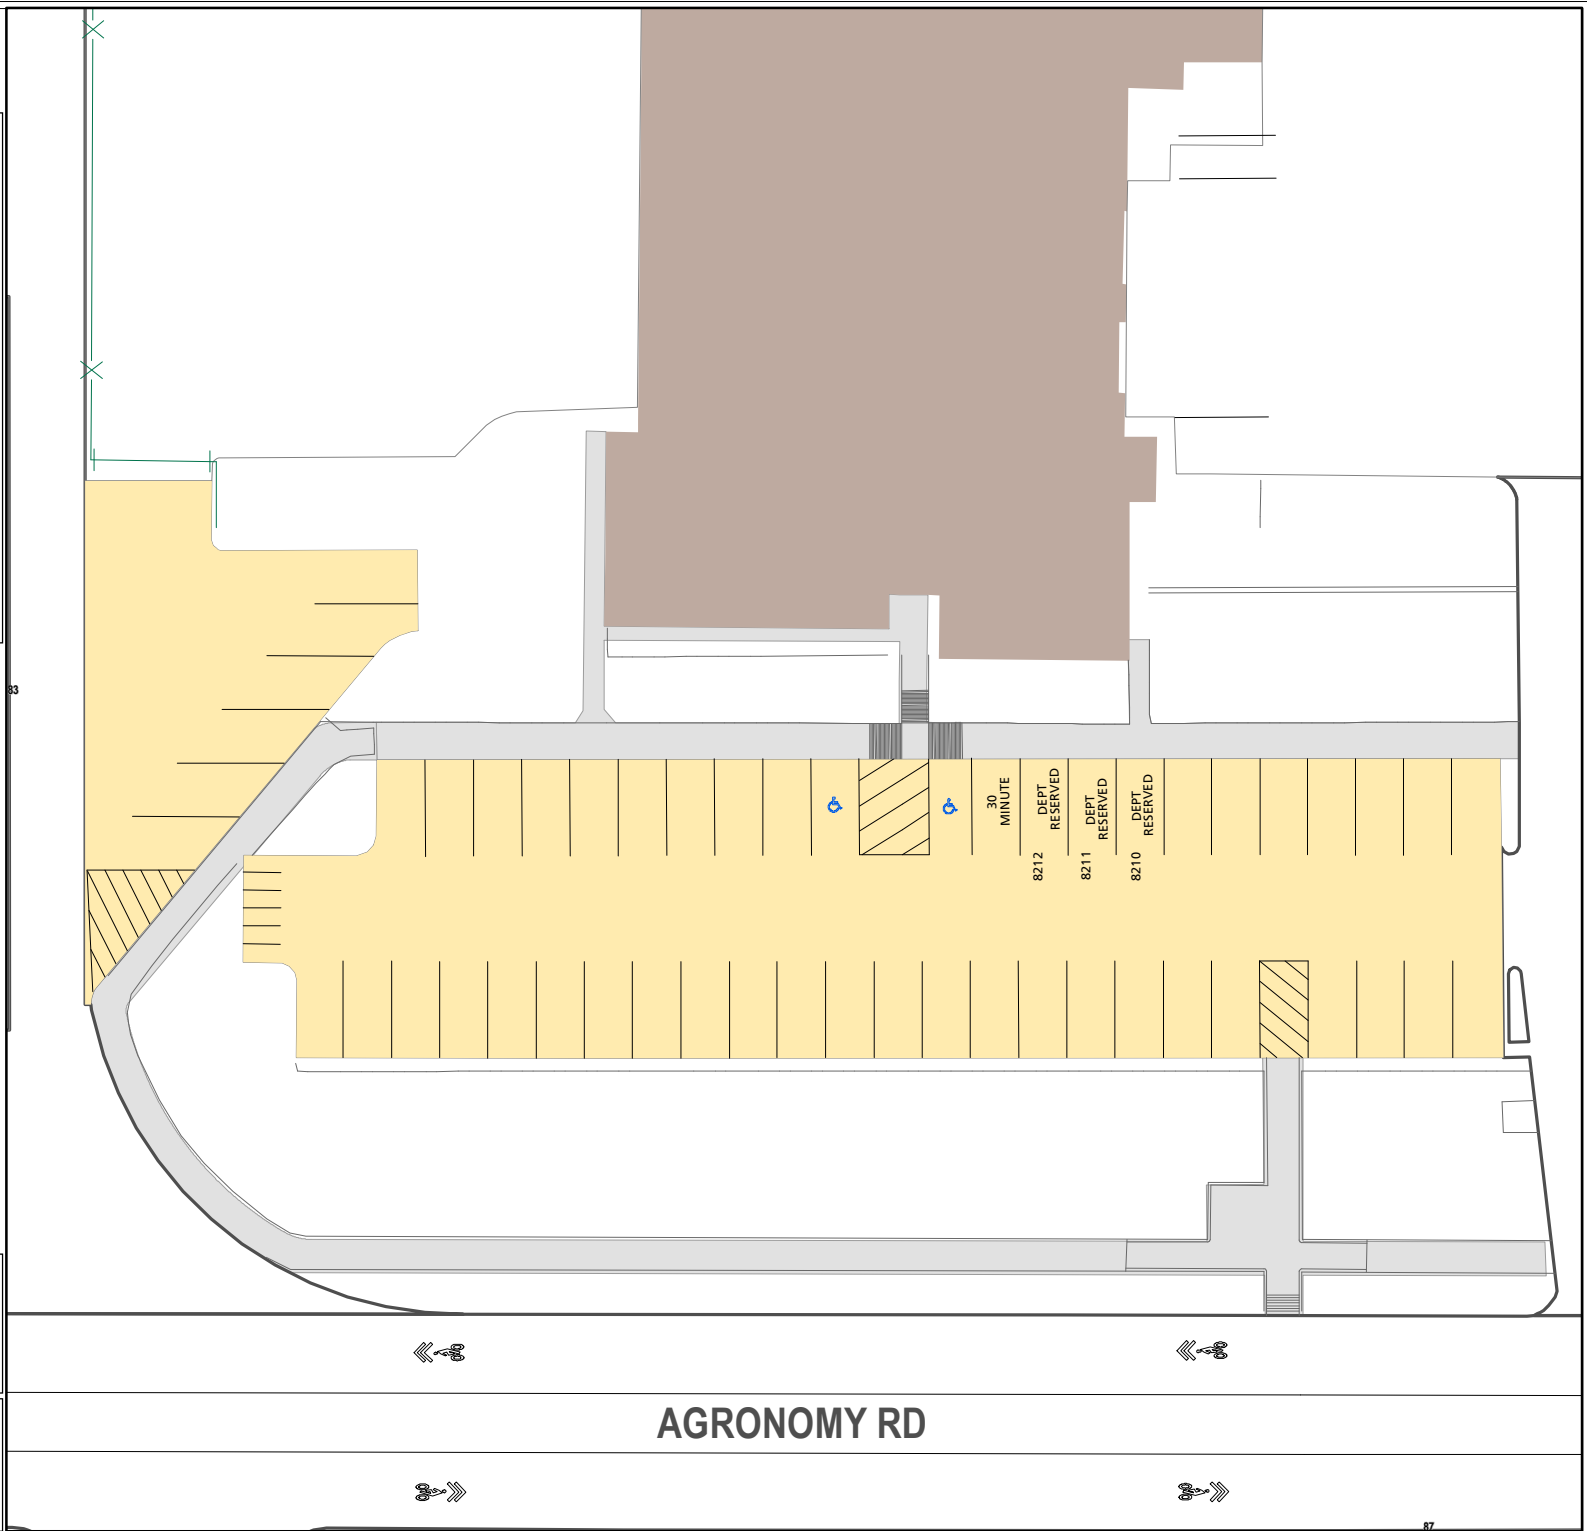 83
30
MINUTE
DEPT
RESERVED
8212
DEPT
RESERVED
8211
DEPT
RESERVED
8210
AGRONOMY RD
87